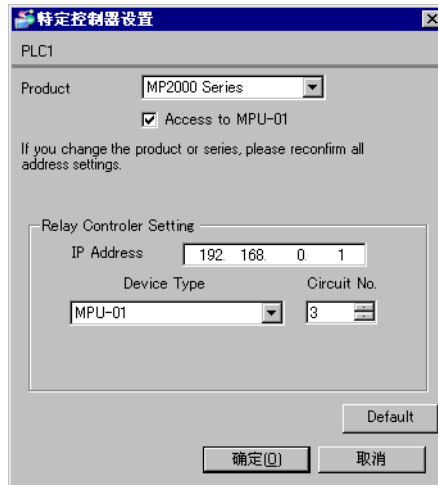 特定控制器设置
PLC1
Product MP2000 Series
Access to MPU-01
If you change the product or series, please reconfirm all
address settings.
Relay Controler Setting
IP Address 192. 168. 0. 1
Device Type Circuit No.
MPU-01 3
Default
确定(O) 取消